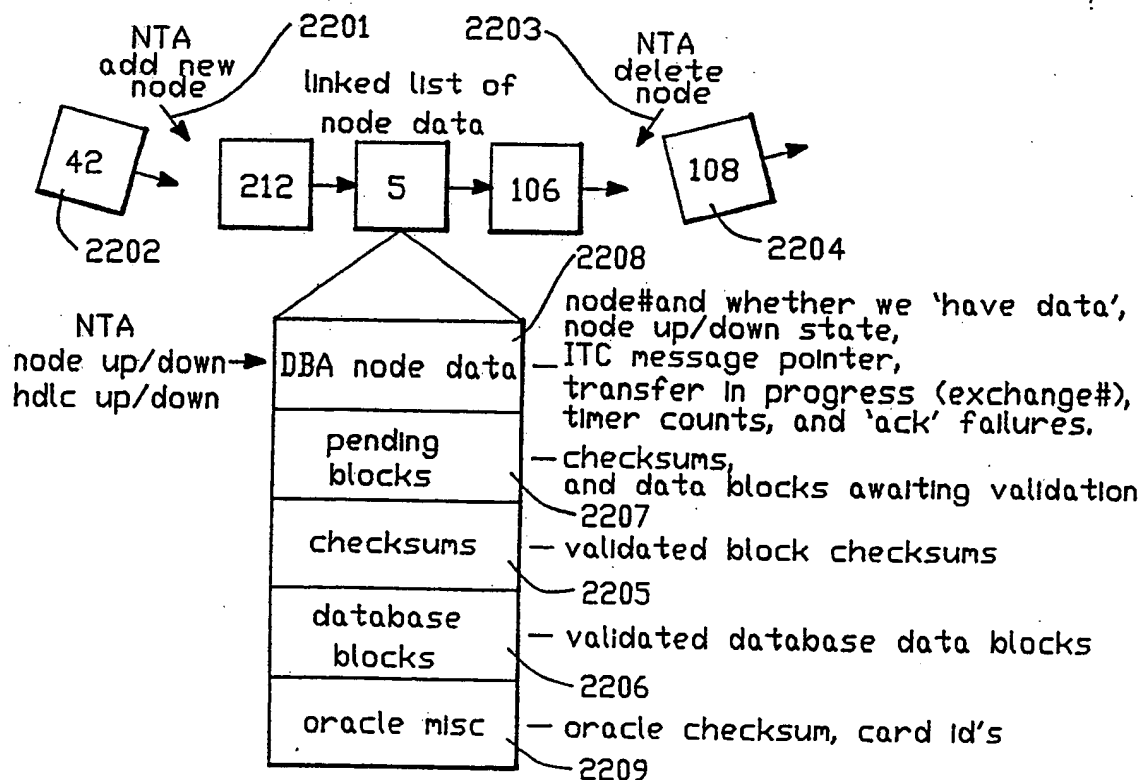 NTA
add new
node
2201
linked list of
node data
2203
NTA
delete
node
42
212
5
106
108
2202
2204
2208
NTA
node up/down
hdlc up/down
DBA node data
node#and whether we 'have data',
node up/down state,
ITC message pointer,
transfer in progress (exchange#),
timer counts, and 'ack' failures.
pending
blocks
checksums,
and data blocks awaiting validation
2207
checksums
validated block checksums
2205
database
blocks
validated database data blocks
2206
oracle misc
oracle checksum, card id's
2209